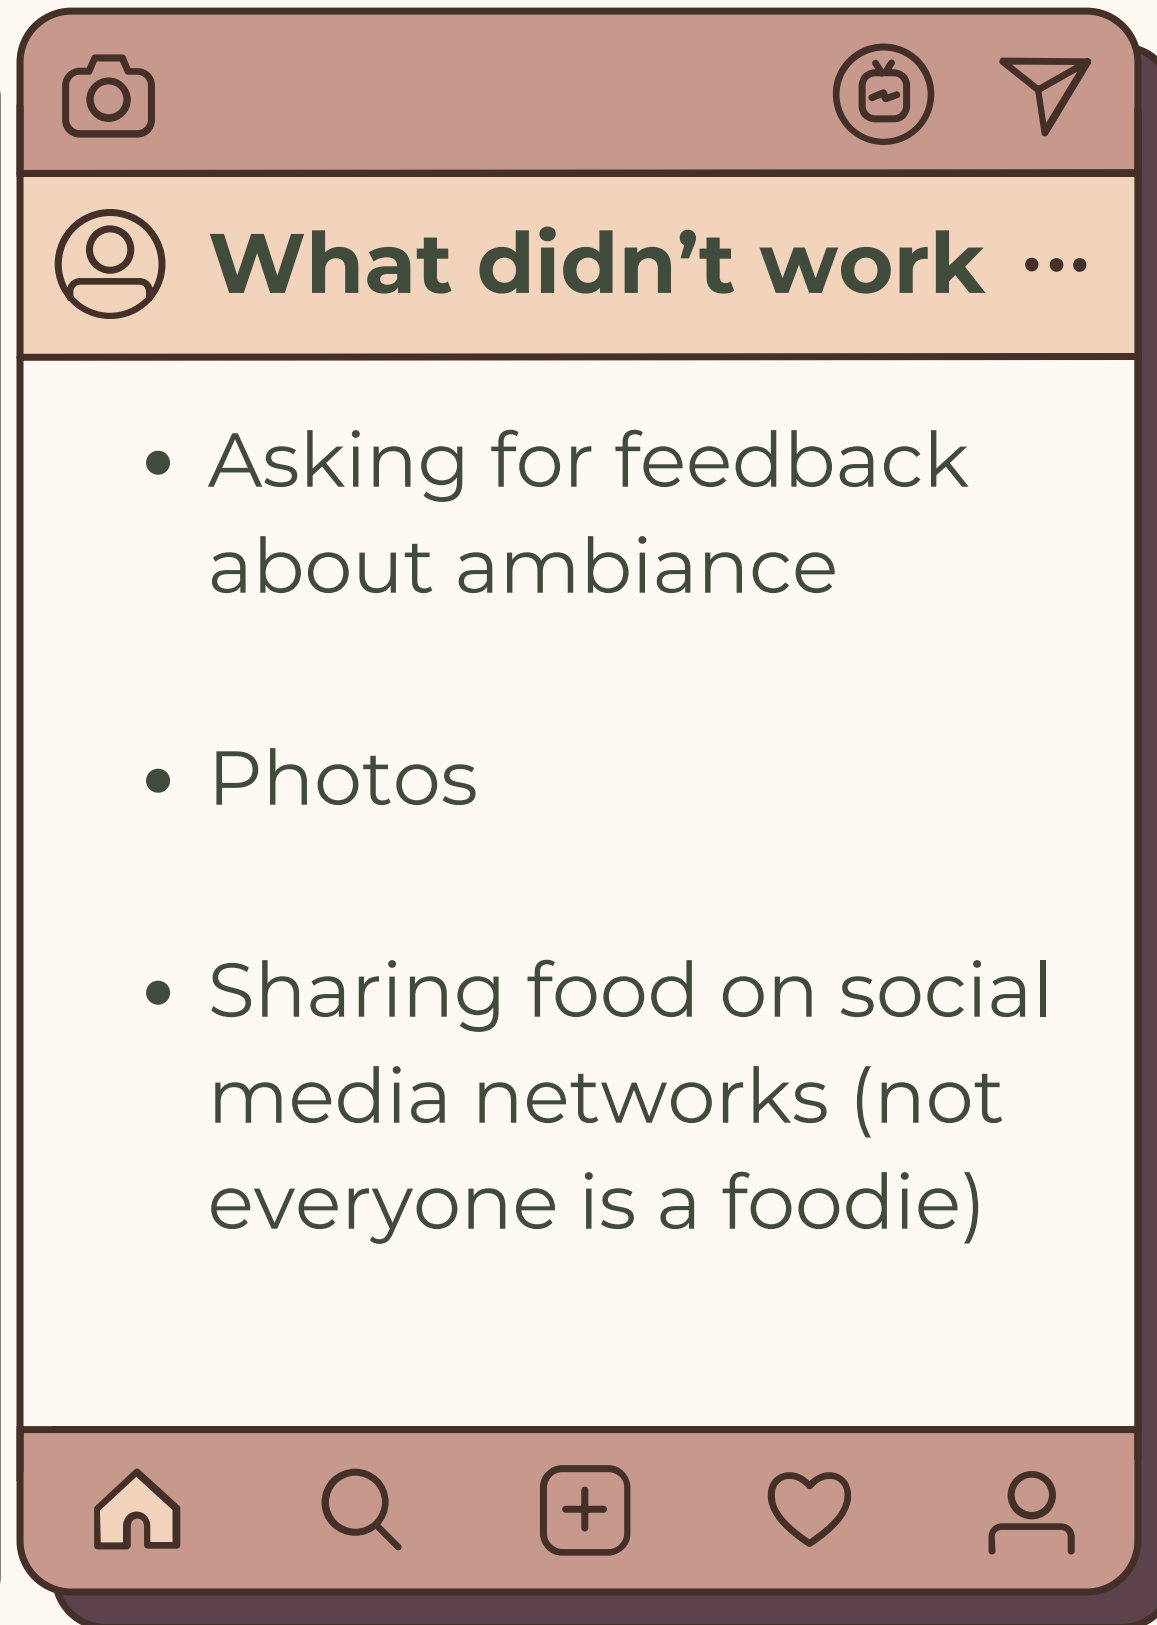 What didn’t work
• Asking for feedback
about ambiance
• Photos
• Sharing food on social
media networks (not
everyone is a foodie)